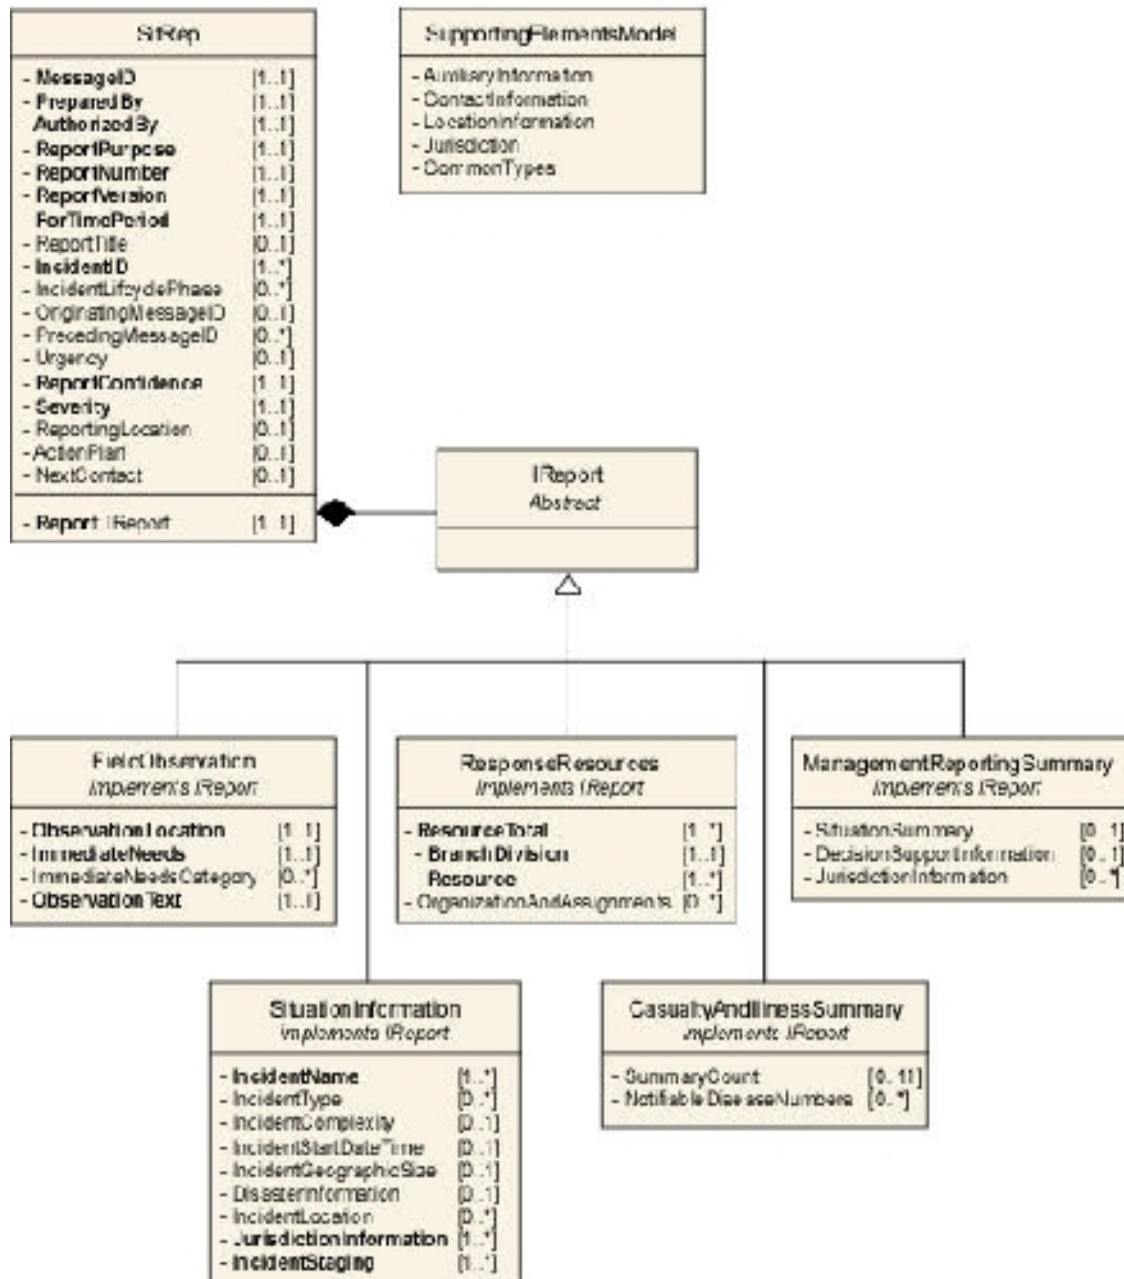 SitRep
- MessageID [1..1]
- PreparedBy [1..1]
AuthorizedBy [1..1]
- ReportPurpose [1..1]
- ReportNumber [1..1]
- ReportVersion [1..1]
ForTimePeriod [1..1]
- ReportTitle [0..1]
- IncidentID [1..*]
- IncidentLifcyclePhase [0..*]
- OriginatingMessageID [0..1]
- PrecedingMessageID [0..*]
- Urgency [0..1]
- ReportConfidence [1..1]
- Severity [1..1]
- ReportingLocation [0..1]
- ActionPlan [0..1]
- NextContact [0..1]
- Report IReport [1..1]
SupportingElementsModel
- AuxiliaryInformation
- ContactInformation
- LocationInformation
- Jurisdiction
- CommonTypes
IReport
Abstract
FieldObservation
Implements IReport
- ObservationLocation [1..1]
- ImmediateNeeds [1..1]
- ImmediateNeedsCategory [0..*]
- ObservationText [1..1]
ResponseResources
Implements IReport
- ResourceTotal [1..*]
- BranchDivision [1..1]
Resource [1..*]
- OrganizationAndAssignments [0..*]
ManagementReportingSummary
Implements IReport
- SituationSummary [0..1]
- DecisionSupportInformation [0..1]
- JurisdictionInformation [0..*]
SituationInformation
Implements IReport
- IncidentName [1..*]
- IncidentType [0..*]
- IncidentComplexity [0..1]
- IncidentStartDateTime [0..1]
- IncidentGeographicSize [0..1]
- DisasterInformation [0..1]
- IncidentLocation [0..*]
- JurisdictionInformation [1..*]
- IncidentStaging [1..*]
CasualtyAndIllnessSummary
Implements IReport
- SummaryCount [0..11]
- NotifiableDiseaseNumbers [0..*]